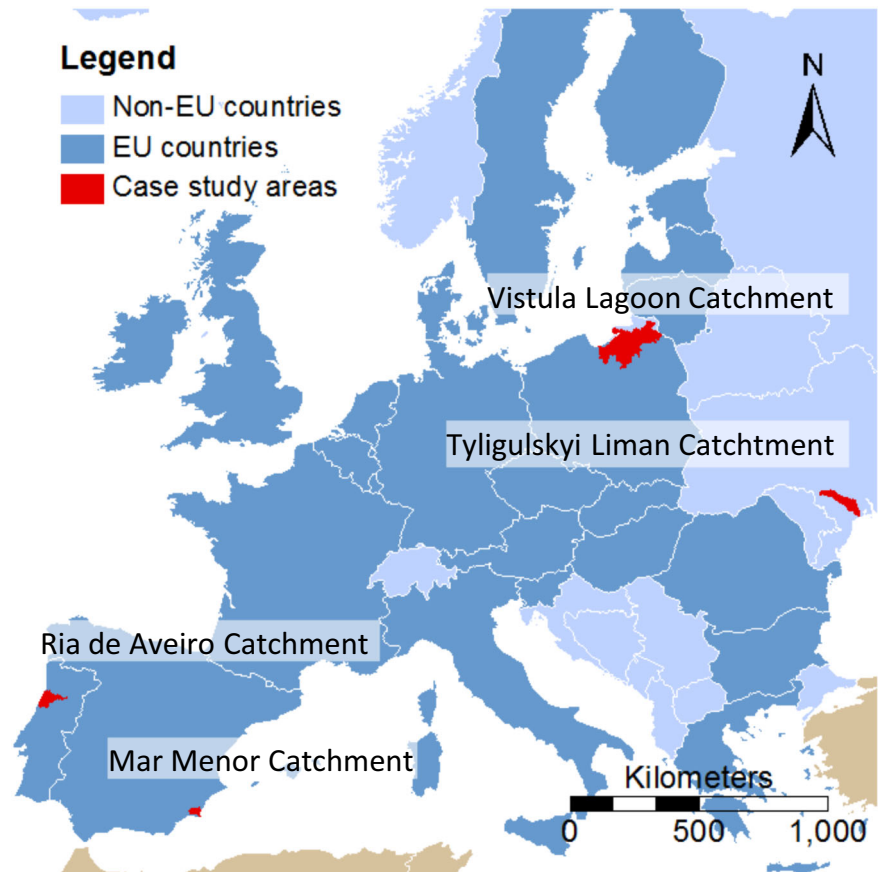 Legend
Non-EU countries
EU countries
Case study areas
N
Vistula Lagoon Catchment
Tyligulskyi Liman Catchtment
Ria de Aveiro Catchment
Mar Menor Catchment
Kilometers
0 500 1,000